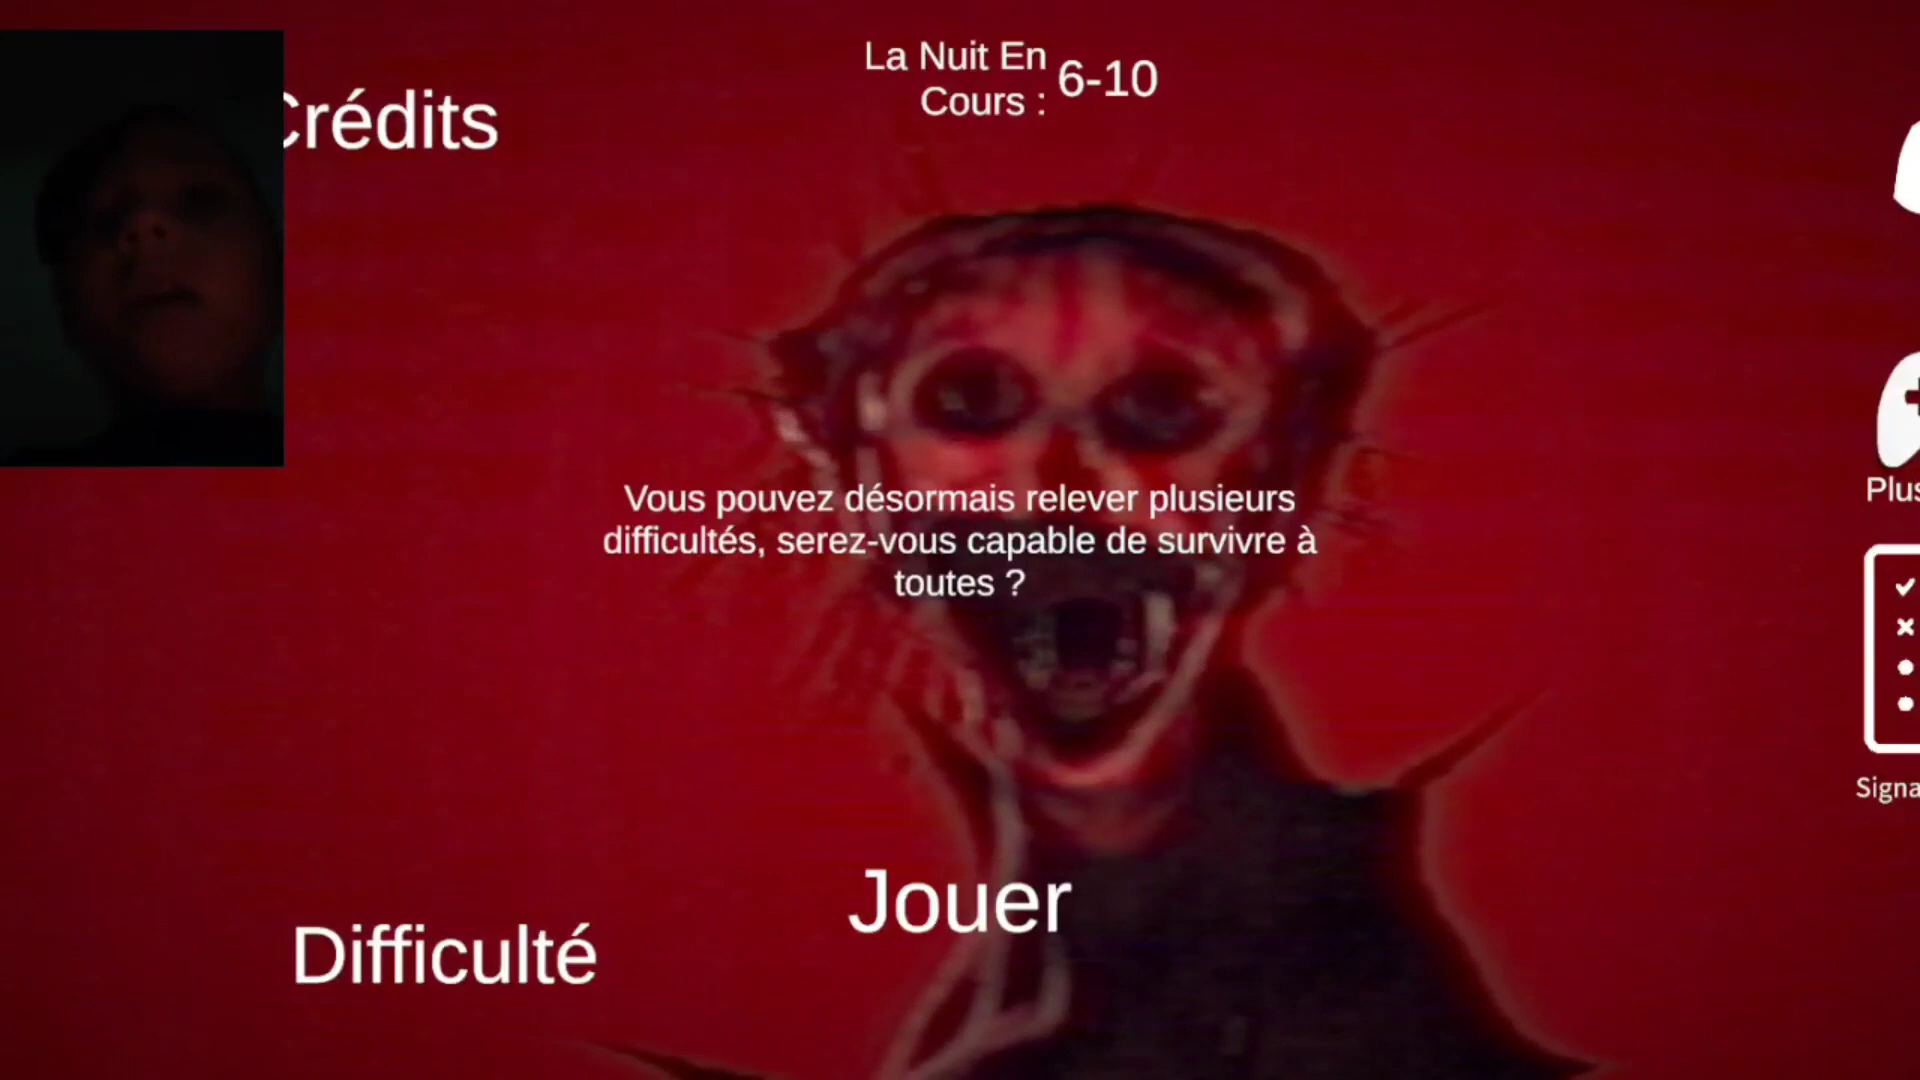 La Nuit En
Cours :
6-10
Crédits
Vous pouvez désormais relever plusieurs
difficultés, serez-vous capable de survivre à
toutes ?
Plus
Signa
Jouer
Difficulté